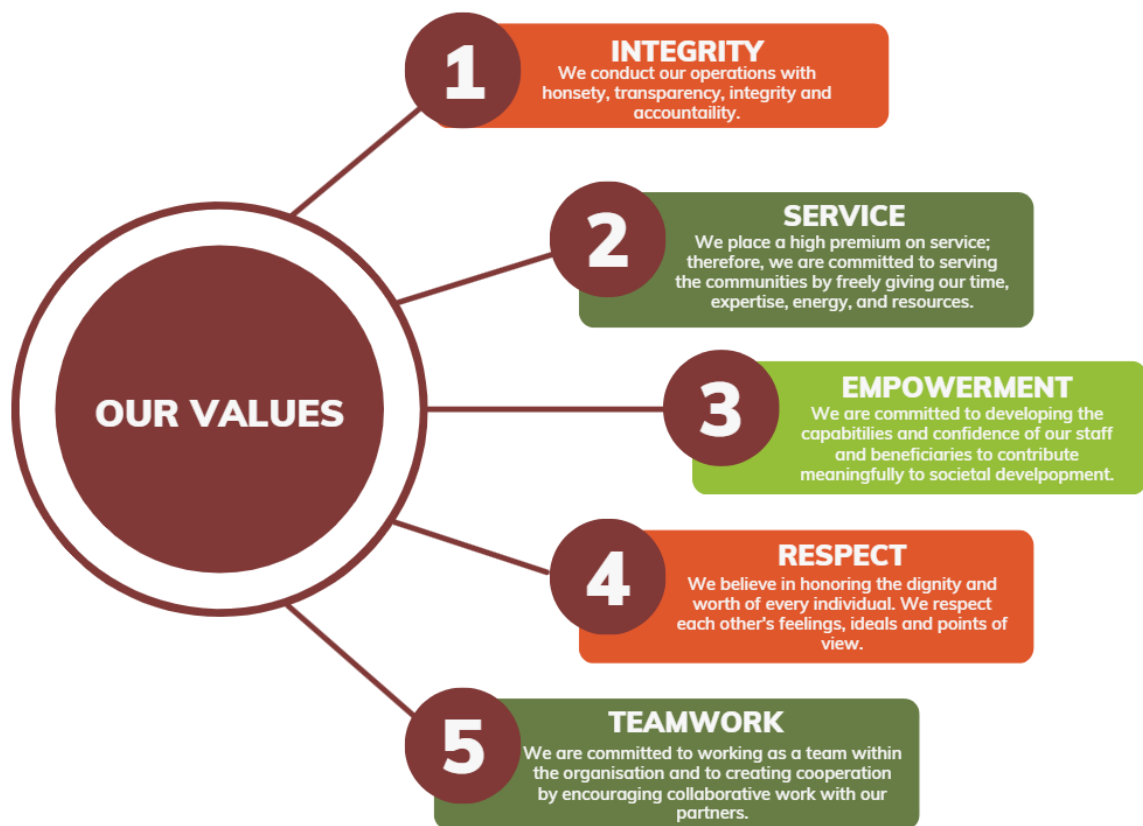 1
INTEGRITY
We conduct our operations with
honsety, transparency, integrity and
accountaility.
2
SERVICE
We place a high premium on service;
therefore, we are committed to serving
the communities by freely giving our time,
expertise, energy, and resources.
OUR VALUES
3
EMPOWERMENT
We are committed to developing the
capabitilies and confidence of our staff
and beneficiaries to contribute
meaningfully to societal develpopment.
4
RESPECT
We believe in honoring the dignity and
worth of every individual. We respect
each other's feelings, ideals and points of
view.
5
TEAMWORK
We are committed to working as a team within
the organisation and to creating cooperation
by encouraging collaborative work with our
partners.